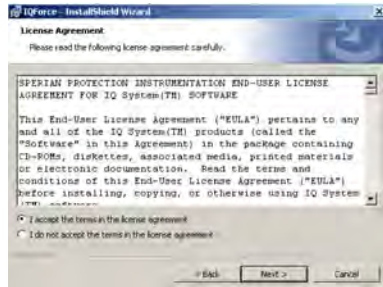 IQForce - InstallShield Wizard
License Agreement
Please read the following license agreement carefully.
SPERIAN PROTECTION INSTRUMENTATION END-USER LICENSE
AGREEMENT FOR IQ System(TM) SOFTWARE
This End-User License Agreement ("EULA") pertains to any
and all of the IQ System(TM) products (called the
"Software" in this Agreement) in the package containing
CD-ROMs, diskettes, associated media, printed materials
or electronic documentation. Read the terms and
conditions of this End-User License Agreement ("EULA")
before installing, copying, or otherwise using IQ System
(TM) software
I accept the terms in the license agreement
I do not accept the terms in the license agreement
< Back
Next >
Cancel